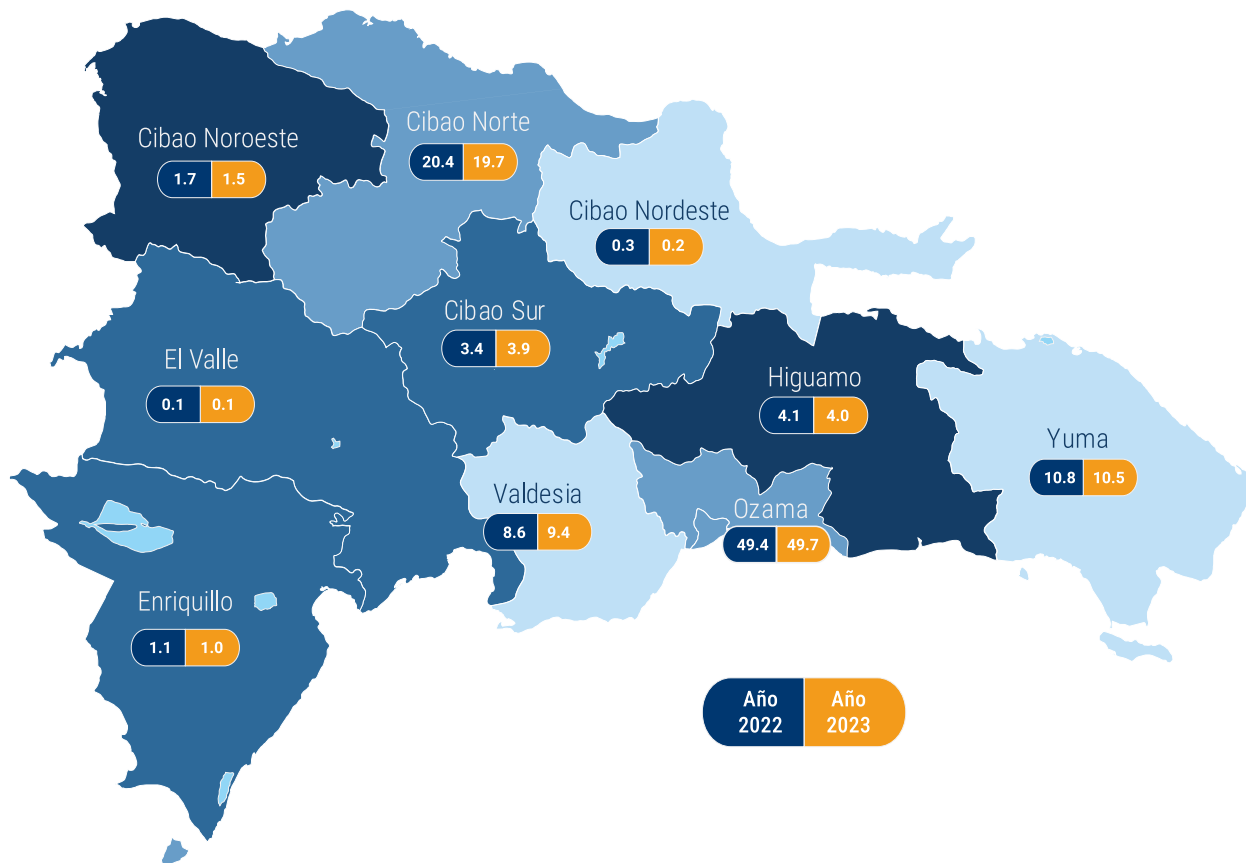 Cibao Noroeste
1.7 1.5
Cibao Norte
20.4 19.7
Cibao Nordeste
0.3 0.2
Cibao Sur
3.4 3.9
El Valle
0.1 0.1
Higuamo
4.1 4.0
Yuma
10.8 10.5
Valdesia
8.6 9.4
Ozama
49.4 49.7
Enriquillo
1.1 1.0
Año Año
2022 2023